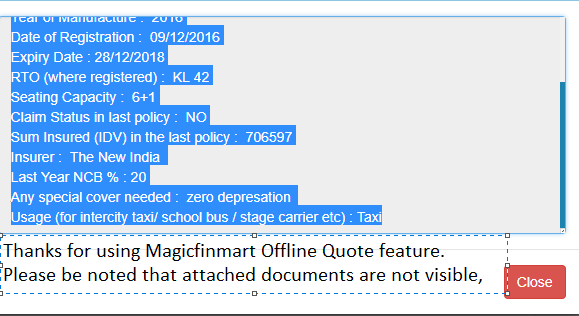 Year of Manufacture : 2016
Date of Registration : 09/12/2016
Expiry Date : 28/12/2018
RTO (where registered) : KL 42
Seating Capacity : 6+1
Claim Status in last policy : NO
Sum Insured (IDV) in the last policy : 706597
Insurer : The New India
Last Year NCB % : 20
Any special cover needed : zero depresation
Usage (for intercity taxi/ school bus / stage carrier etc) : Taxi
Thanks for using Magicfinmart Offline Quote feature.
Please be noted that attached documents are not visible,
Close